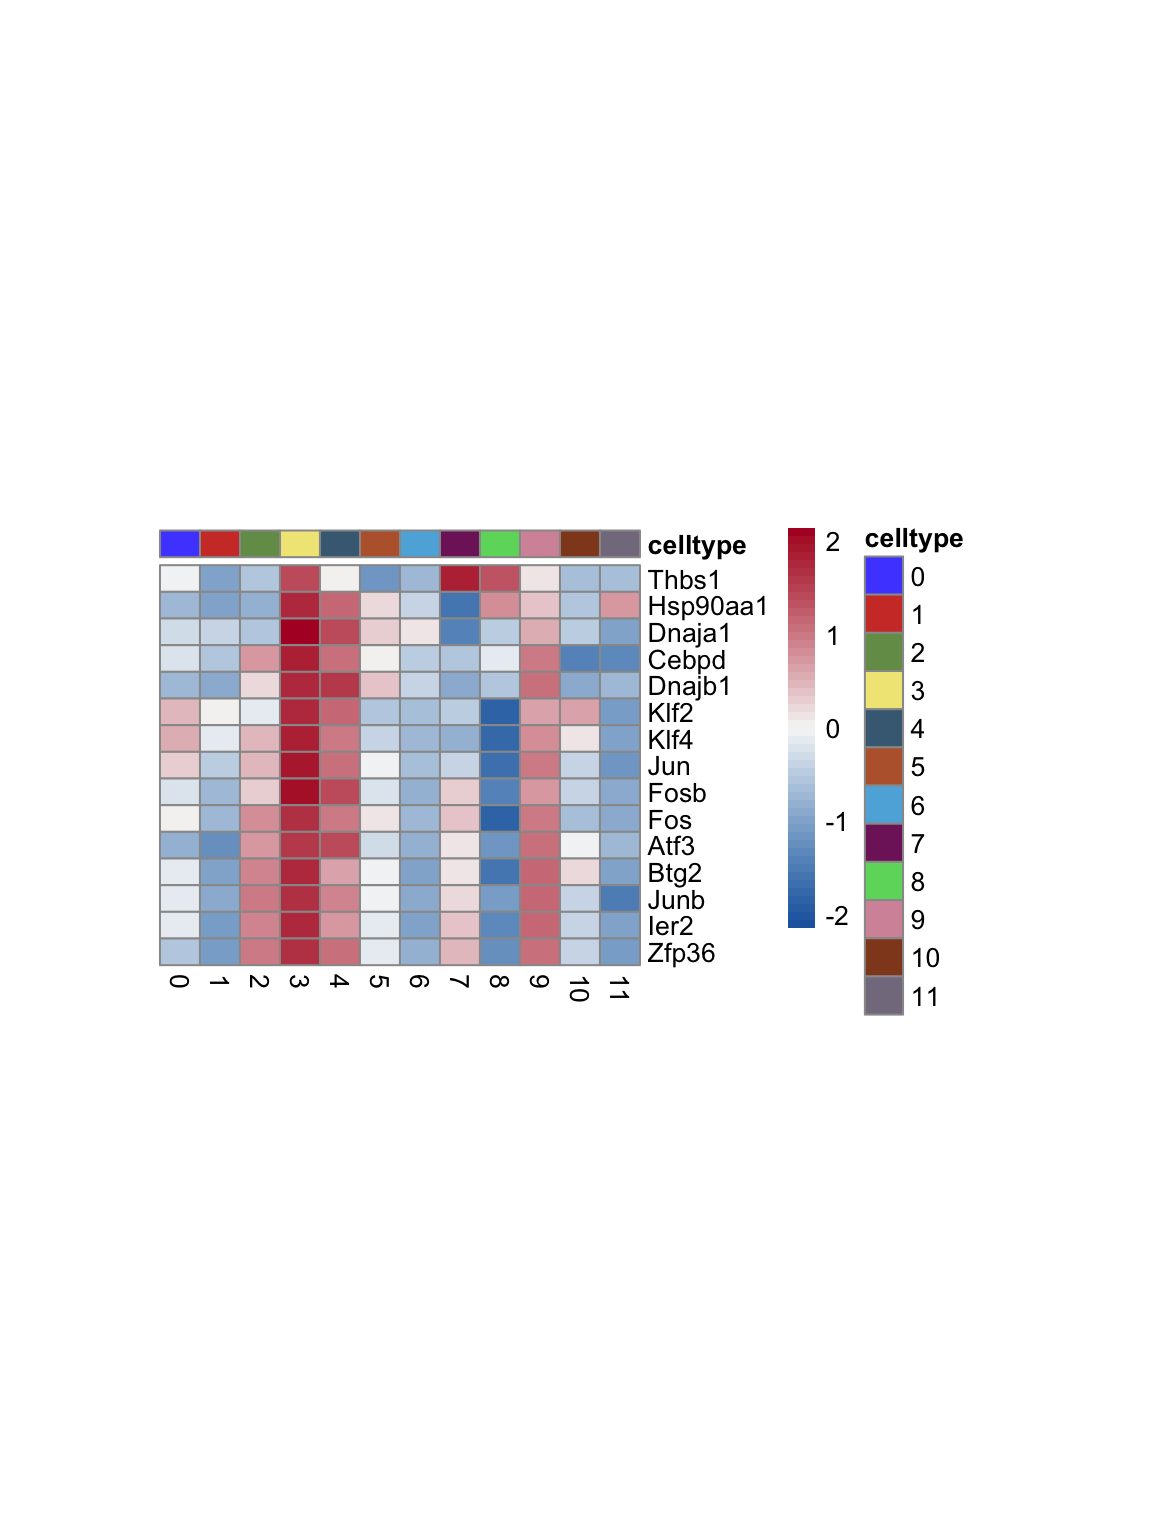 celltype
Thbs1
Hsp90aa1
Dnaja1
Cebpd
Dnajb1
Klf2
Klf4
Jun
Fosb
Fos
Atf3
Btg2
Junb
Ier2
Zfp36
0 1 2 3 4 5 6 7 8 9 10 11
2
1
0
-1
-2
celltype
0
1
2
3
4
5
6
7
8
9
10
11